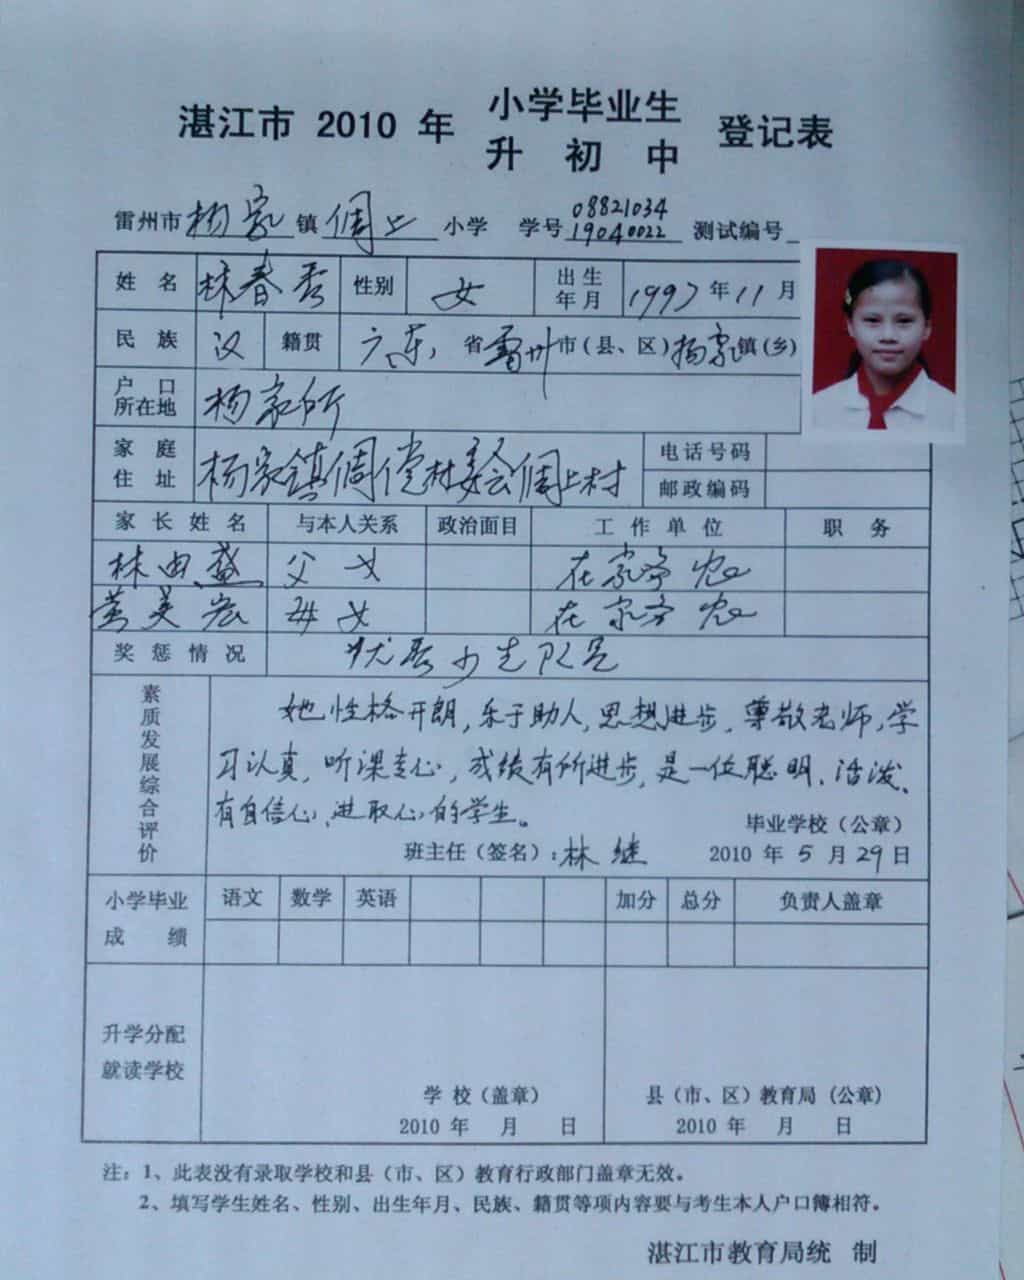 湛江市 2010 年 小学毕业生 登记表
升 初 中
雷州市杨家镇倜上小学 学号 08821034 测试编号
19040022
姓 名 林春秀 性别 女 出生年月 1997年11月
民 族 汉 籍贯 广东省雷州市(县、区)杨家镇(乡)
户 口 所在地 杨家所
家 庭 住 址 杨家镇倜倘村委会倜上村 电话号码
邮政编码
家 长 姓 名 与本人关系 政治面目 工 作 单 位 职 务
林由盛 父女 在家务农
黄美宏 母女 在家务农
奖 惩 情 况 优秀少先队员
素质发展综合评价
她性格开朗,乐于助人,思想进步,尊敬老师,学
习认真,听课专心,成绩有所进步,是一位聪明、活泼、
有自信心、进取心的学生。
毕业学校(公章)
班主任(签名):林继 2010 年 5 月 29 日
小学毕业 语文 数学 英语 加分 总分 负责人盖章
成 绩
升学分配
就读学校
学 校(盖章) 县(市、区)教育局(公章)
2010 年 月 日 2010 年 月 日
注:1、此表没有录取学校和县(市、区)教育行政部门盖章无效。
2、填写学生姓名、性别、出生年月、民族、籍贯等项内容要与考生本人户口簿相符。
湛江市教育局统 制